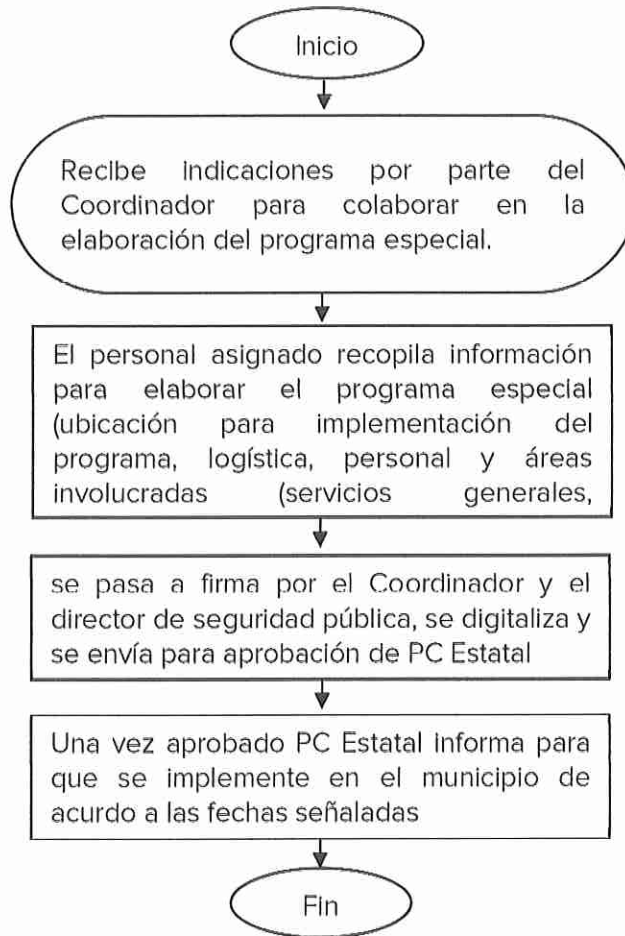 Inicio
Recibe indicaciones por parte del
Coordinador para colaborar en la
elaboración del programa especial.
El personal asignado recopila información
para elaborar el programa especial
(ubicación para implementación del
programa, logística, personal y áreas
involucradas (servicios generales,
se pasa a firma por el Coordinador y el
director de seguridad pública, se digitaliza y
se envía para aprobación de PC Estatal
Una vez aprobado PC Estatal informa para
que se implemente en el municipio de
acurdo a las fechas señaladas
Fin